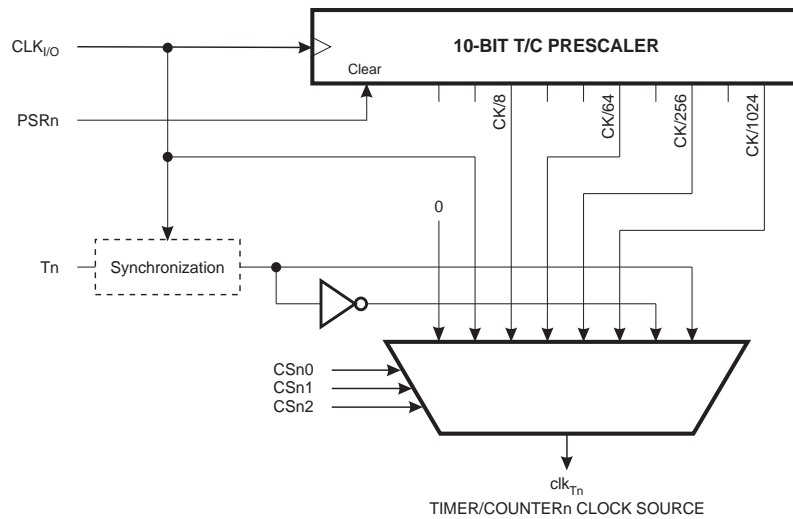 10-BIT T/C PRESCALER
CLK_I/O
Clear
PSRn
CK/8
CK/64
CK/256
CK/1024
0
Tn
Synchronization
CSn0
CSn1
CSn2
clk_Tn
TIMER/COUNTERn CLOCK SOURCE